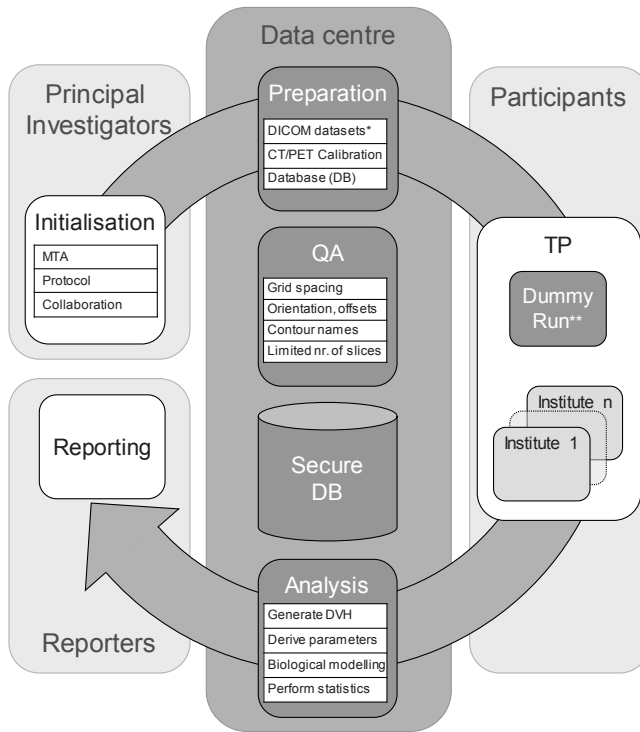 Data centre
Principal
Investigators
Participants
Preparation
DICOM datasets*
CT/PET Calibration
Database (DB)
Initialisation
MTA
Protocol
Collaboration
QA
Grid spacing
Orientation, offsets
Contour names
Limited nr. of slices
TP
Dummy
Run**
Institute n
Institute 1
Reporting
Secure
DB
Analysis
Generate DVH
Derive parameters
Biological modelling
Perform statistics
Reporters